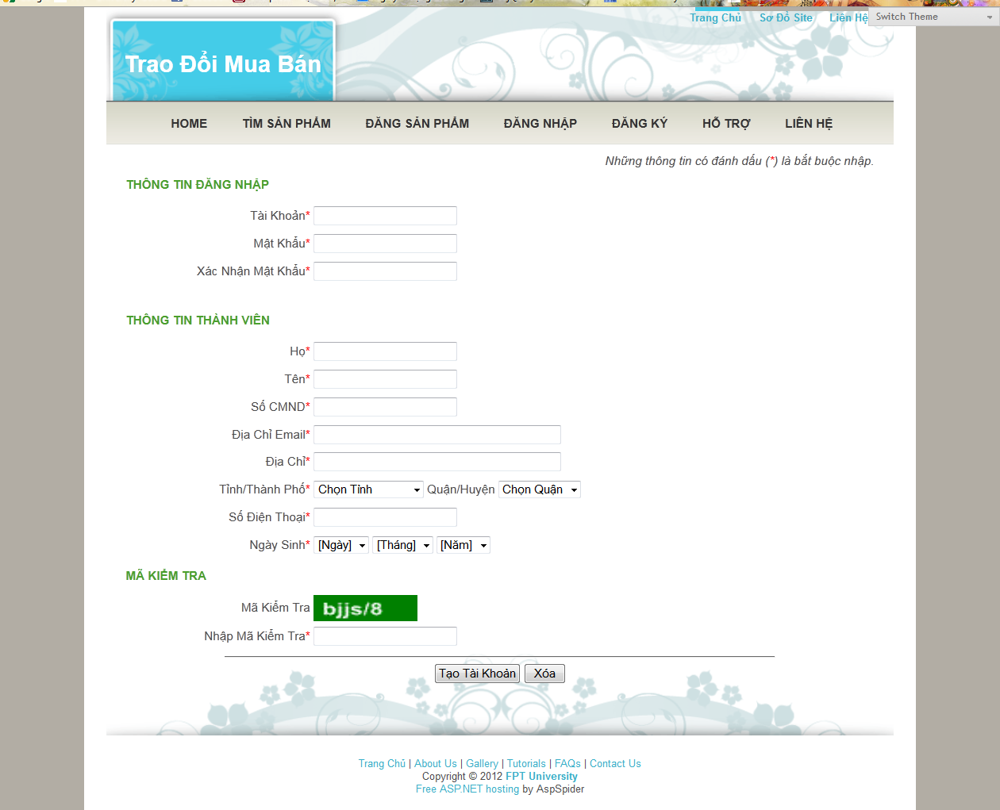 Trang Chủ Sơ Đồ Site Liên Hệ Switch Theme
Trao Đổi Mua Bán
HOME TÌM SẢN PHẨM ĐĂNG SẢN PHẨM ĐĂNG NHẬP ĐĂNG KÝ HỖ TRỢ LIÊN HỆ
Những thông tin có đánh dấu (*) là bắt buộc nhập.
THÔNG TIN ĐĂNG NHẬP
Tài Khoản*
Mật Khẩu*
Xác Nhận Mật Khẩu*
THÔNG TIN THÀNH VIÊN
Họ*
Tên*
Số CMND*
Địa Chỉ Email*
Địa Chỉ*
Tỉnh/Thành Phố* Chọn Tỉnh Quận/Huyện Chọn Quận
Số Điện Thoại*
Ngày Sinh* [Ngày] [Tháng] [Năm]
MÃ KIỂM TRA
Mã Kiểm Tra bjjs/8
Nhập Mã Kiểm Tra*
Tạo Tài Khoản Xóa
Trang Chủ | About Us | Gallery | Tutorials | FAQs | Contact Us
Copyright © 2012 FPT University
Free ASP.NET hosting by AspSpider